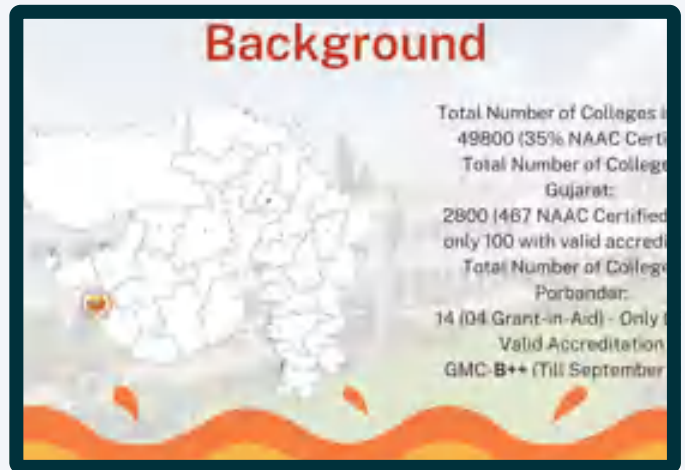 Background
Total Number of Colleges
49800 (35% NAAC Certi
Total Number of College
Gujarat:
2800 (467 NAAC Certified
only 100 with valid accredi
Total Number of College
Porbandar:
14 (04 Grant-in-Aid) - Only
Valid Accreditation
GMC-B++ (Till September